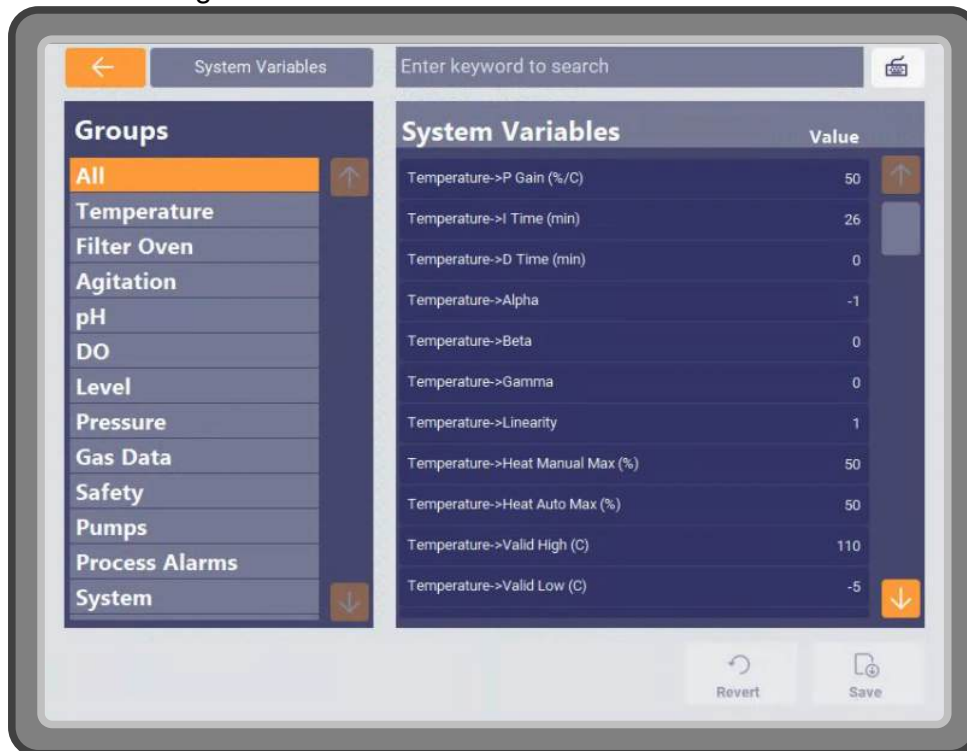 System Variables
Enter keyword to search
Groups
All
Temperature
Filter Oven
Agitation
pH
DO
Level
Pressure
Gas Data
Safety
Pumps
Process Alarms
System
System Variables Value
Temperature->P Gain (%/C) 50
Temperature->I Time (min) 26
Temperature->D Time (min) 0
Temperature->Alpha -1
Temperature->Beta 0
Temperature->Gamma 0
Temperature->Linearity 1
Temperature->Heat Manual Max (%) 50
Temperature->Heat Auto Max (%) 50
Temperature->Valid High (C) 110
Temperature->Valid Low (C) -5
Revert
Save